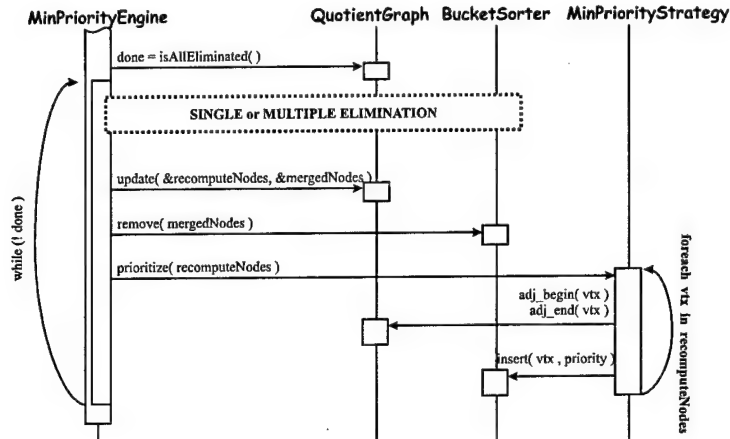 MinPriorityEngine QuotientGraph BucketSorter MinPriorityStrategy
done = isAllEliminated( )
SINGLE or MULTIPLE ELIMINATION
update( &recomputeNodes, &mergedNodes )
remove( mergedNodes )
prioritize( recomputeNodes )
adj_begin( vtx )
adj_end( vtx )
insert( vtx , priority )
while (! done )
foreach vtx in recomputeNodes